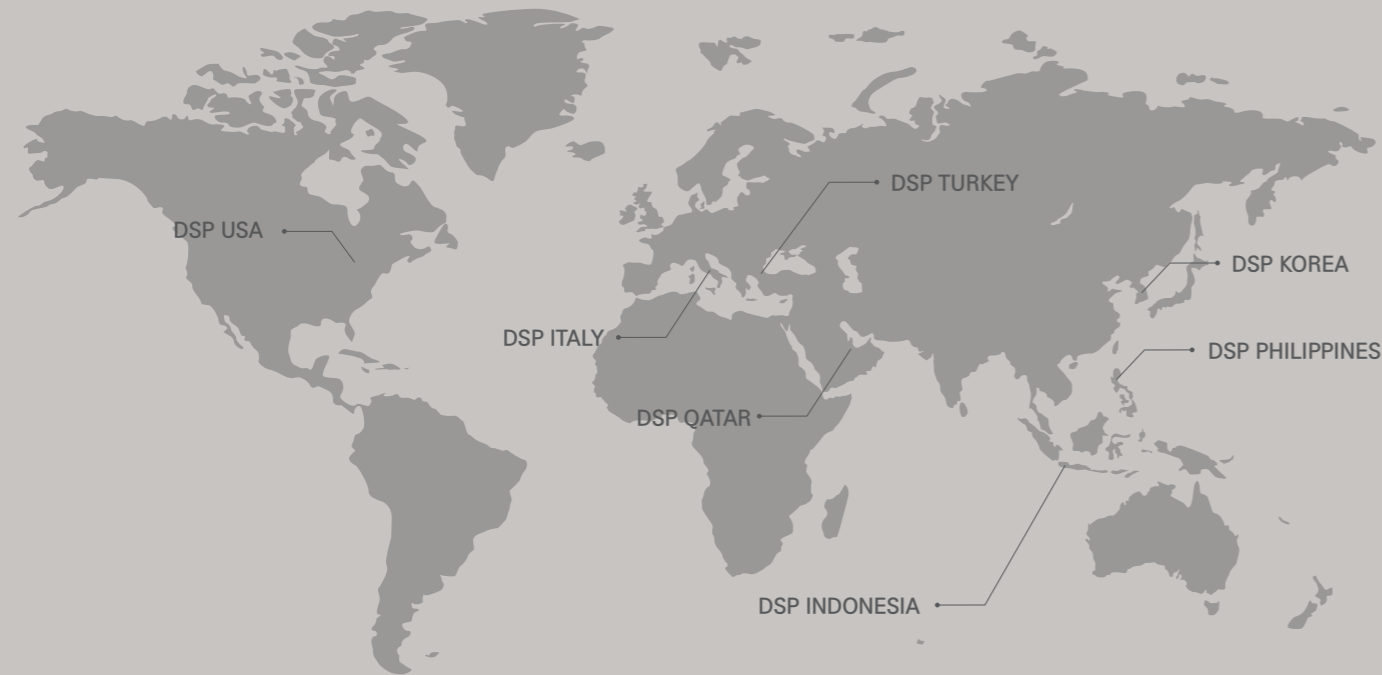 DSP TURKEY
DSP USA
DSP KOREA
DSP ITALY
DSP PHILIPPINES
DSP QATAR
DSP INDONESIA